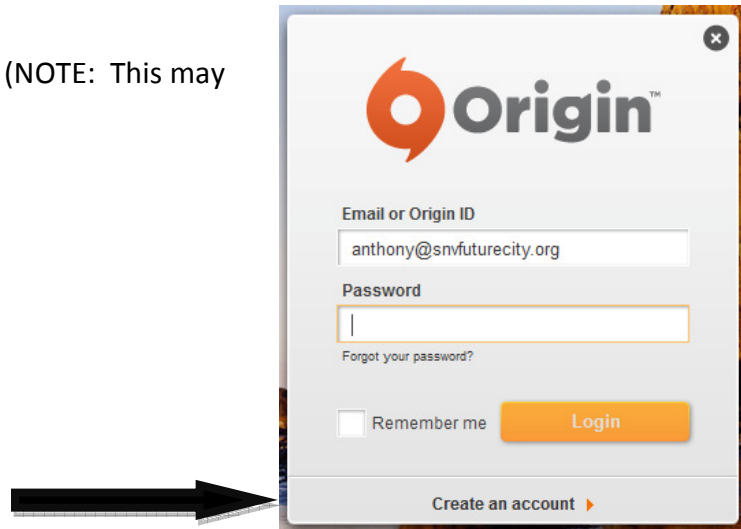 (NOTE: This may
Origin™
Email or Origin ID
anthony@snvfuturecity.org
Password
Forgot your password?
Remember me
Login
Create an account